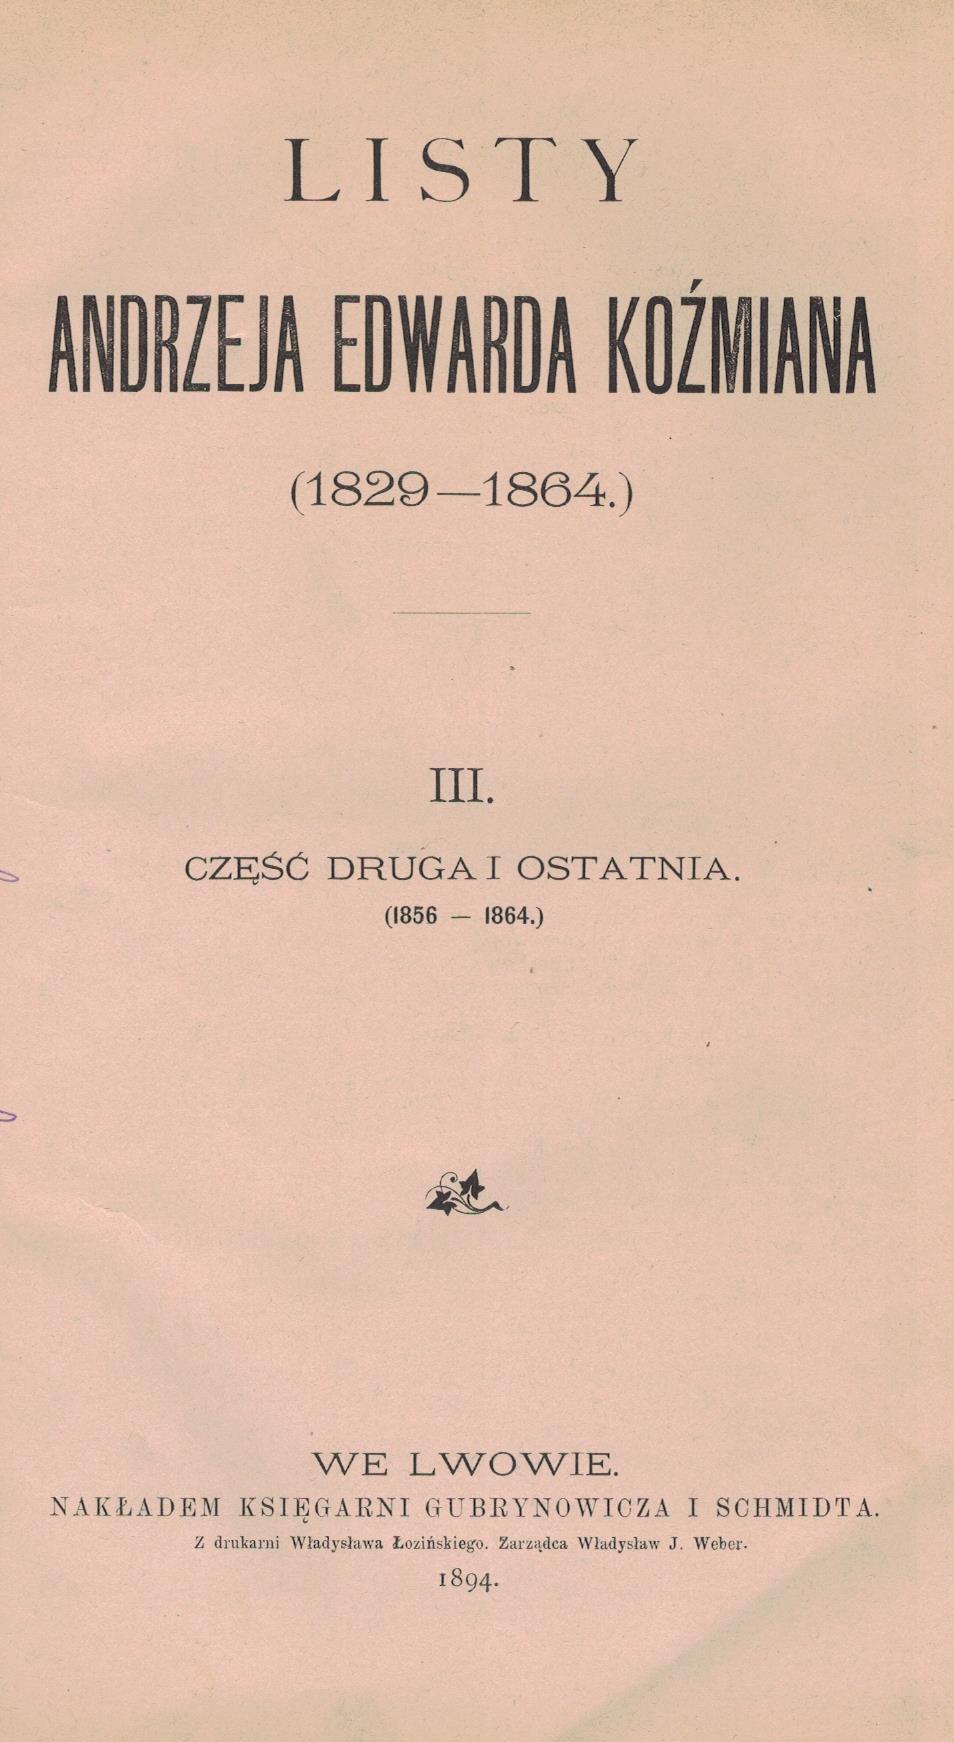 LISTY
ANDRZEJA EDWARDA KOŹMIANA
(1829—1864.)
III.
CZĘŚĆ DRUGA I OSTATNIA.
(1856 — 1864.)
WE LWOWIE.
NAKŁADEM KSIĘGARNI GUBRYNOWICZA I SCHMIDTA.
Z drukarni Władysława Łozińskiego. Zarządca Władysław J. Weber.
1894.